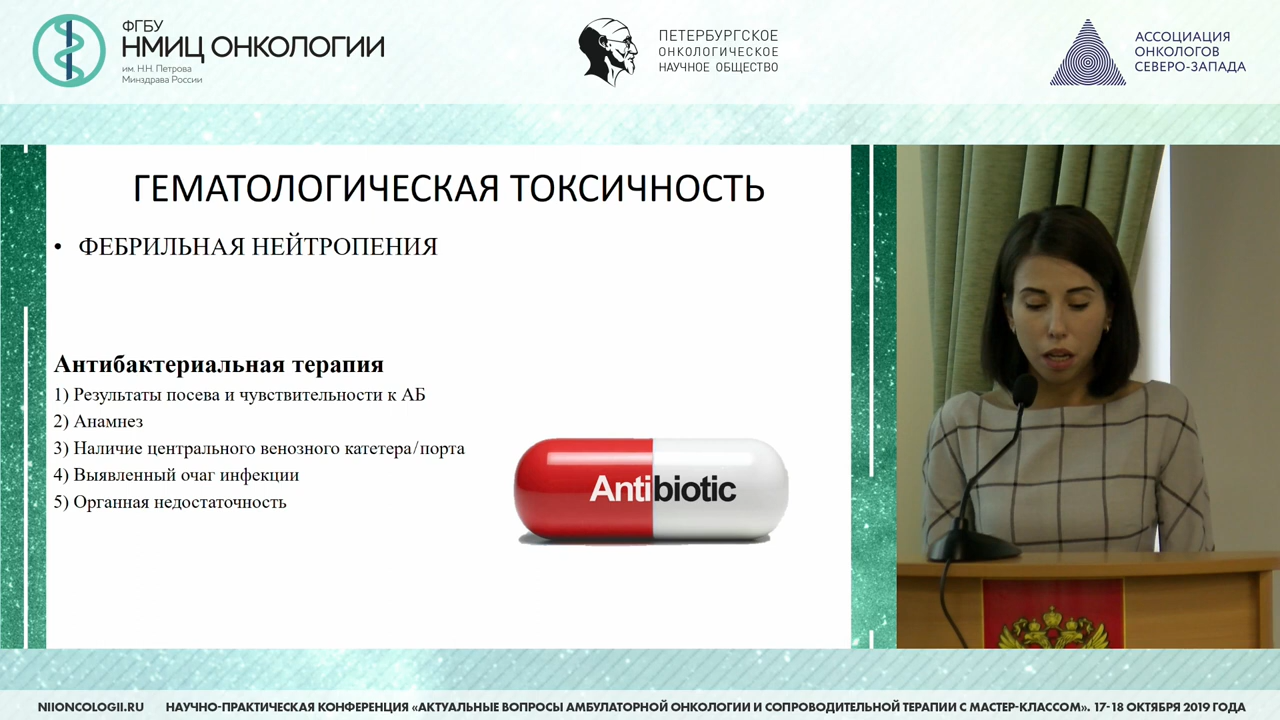 ФГБУ
НМИЦ ОНКОЛОГИИ
им. Н.Н. Петрова
Минздрава России
ПЕТЕРБУРГСКОЕ
ОНКОЛОГИЧЕСКОЕ
НАУЧНОЕ ОБЩЕСТВО
АССОЦИАЦИЯ
ОНКОЛОГОВ
СЕВЕРО-ЗАПАДА
ГЕМАТОЛОГИЧЕСКАЯ ТОКСИЧНОСТЬ
• ФЕБРИЛЬНАЯ НЕЙТРОПЕНИЯ
Антибактериальная терапия
1) Результаты посева и чувствительности к АБ
2) Анамнез
3) Наличие центрального венозного катетера/порта
4) Выявленный очаг инфекции
5) Органная недостаточность
Antibiotic
NIIONCOLOGII.RU НАУЧНО-ПРАКТИЧЕСКАЯ КОНФЕРЕНЦИЯ «АКТУАЛЬНЫЕ ВОПРОСЫ АМБУЛАТОРНОЙ ОНКОЛОГИИ И СОПРОВОДИТЕЛЬНОЙ ТЕРАПИИ С МАСТЕР-КЛАССОМ». 17-18 ОКТЯБРЯ 2019 ГОДА